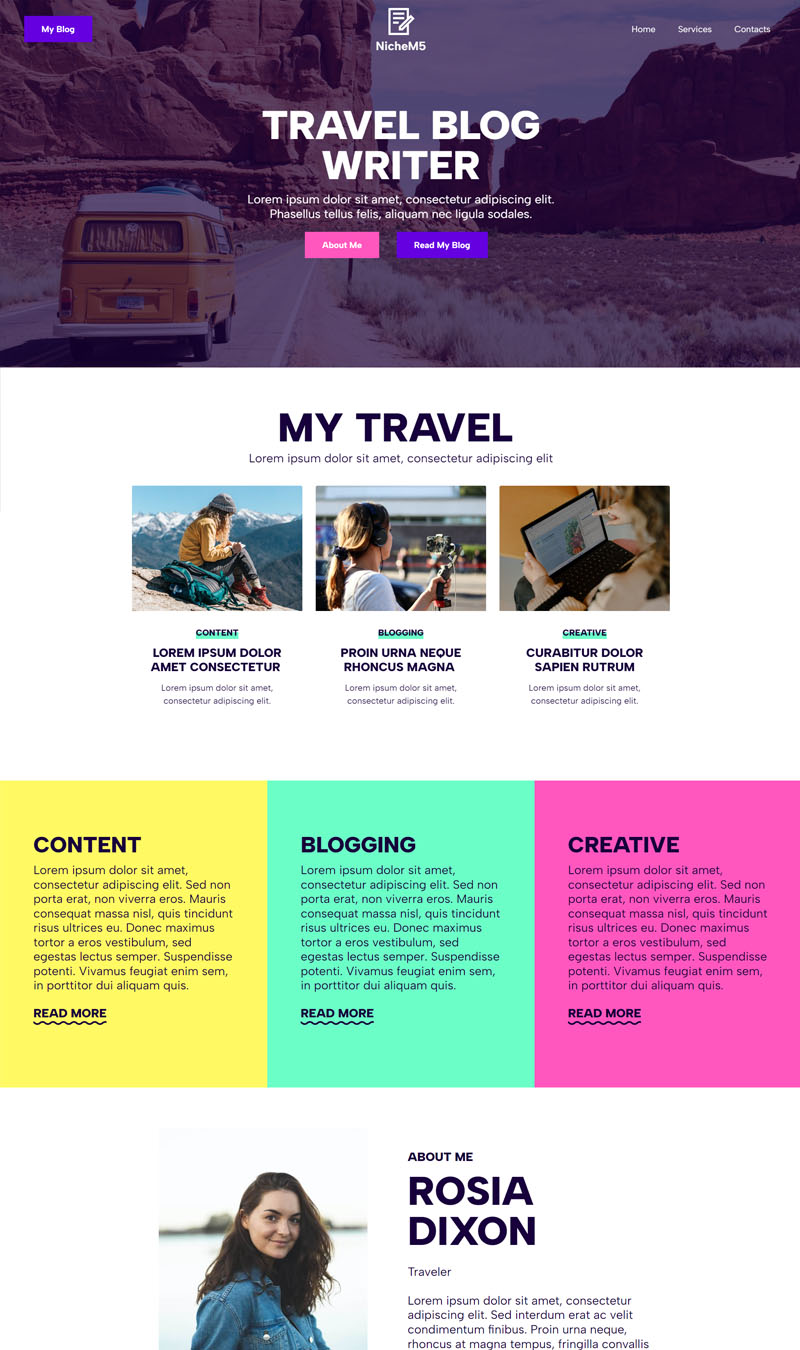 My Blog
NicheM5
Home
Services
Contacts
TRAVEL BLOG
WRITER
Lorem ipsum dolor sit amet, consectetur adipiscing elit.
Phasellus tellus felis, aliquam nec ligula sodales.
About Me
Read My Blog
MY TRAVEL
Lorem ipsum dolor sit amet, consectetur adipiscing elit
CONTENT
LOREM IPSUM DOLOR
AMET CONSECTETUR
Lorem ipsum dolor sit amet,
consectetur adipiscing elit.
BLOGGING
PROIN URNA NEQUE
RHONCUS MAGNA
Lorem ipsum dolor sit amet,
consectetur adipiscing elit.
CREATIVE
CURABITUR DOLOR
SAPIEN RUTRUM
Lorem ipsum dolor sit amet,
consectetur adipiscing elit.
CONTENT
Lorem ipsum dolor sit amet,
consectetur adipiscing elit. Sed non
porta erat, non viverra eros. Mauris
consequat massa nisl, quis tincidunt
risus ultrices eu. Donec maximus
tortor a eros vestibulum, sed
egestas lectus semper. Suspendisse
potenti. Vivamus feugiat enim sem,
in porttitor dui aliquam quis.
READ MORE
BLOGGING
Lorem ipsum dolor sit amet,
consectetur adipiscing elit. Sed non
porta erat, non viverra eros. Mauris
consequat massa nisl, quis tincidunt
risus ultrices eu. Donec maximus
tortor a eros vestibulum, sed
egestas lectus semper. Suspendisse
potenti. Vivamus feugiat enim sem,
in porttitor dui aliquam quis.
READ MORE
CREATIVE
Lorem ipsum dolor sit amet,
consectetur adipiscing elit. Sed non
porta erat, non viverra eros. Mauris
consequat massa nisl, quis tincidunt
risus ultrices eu. Donec maximus
tortor a eros vestibulum, sed
egestas lectus semper. Suspendisse
potenti. Vivamus feugiat enim sem,
in porttitor dui aliquam quis.
READ MORE
ABOUT ME
ROSIA
DIXON
Traveler
Lorem ipsum dolor sit amet, consectetur
adipiscing elit. Sed interdum erat ac velit
condimentum finibus. Proin urna neque,
rhoncus at magna tempus, fringilla convallis